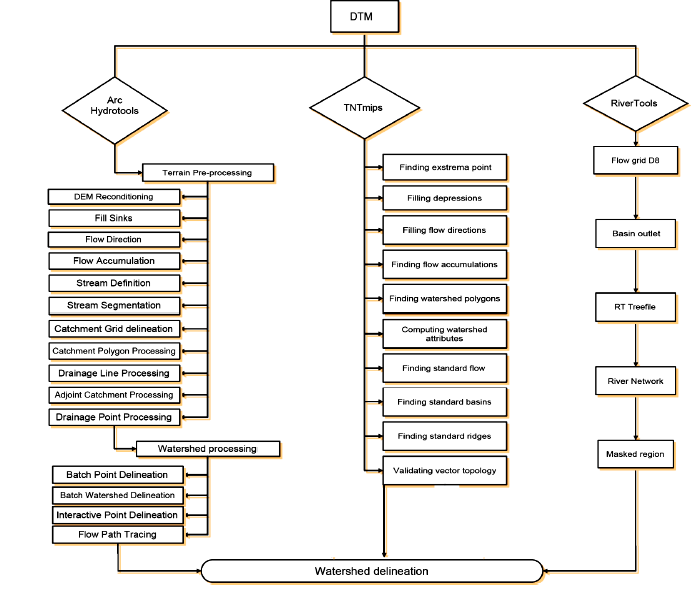 DTM
Arc
Hydrotools
TNTmips
RiverTools
Terrain Pre-processing
DEM Reconditioning
Fill Sinks
Flow Direction
Flow Accumulation
Stream Definition
Stream Segmentation
Catchment Grid delineation
Catchment Polygon Processing
Drainage Line Processing
Adjoint Catchment Processing
Drainage Point Processing
Watershed processing
Batch Point Delineation
Batch Watershed Delineation
Interactive Point Delineation
Flow Path Tracing
Finding exstrema point
Filling depressions
Filling flow directions
Finding flow accumulations
Finding watershed polygons
Computing watershed
attributes
Finding standard flow
Finding standard basins
Finding standard ridges
Validating vector topology
Flow grid D8
Basin outlet
RT Treefile
River Network
Masked region
Watershed delineation